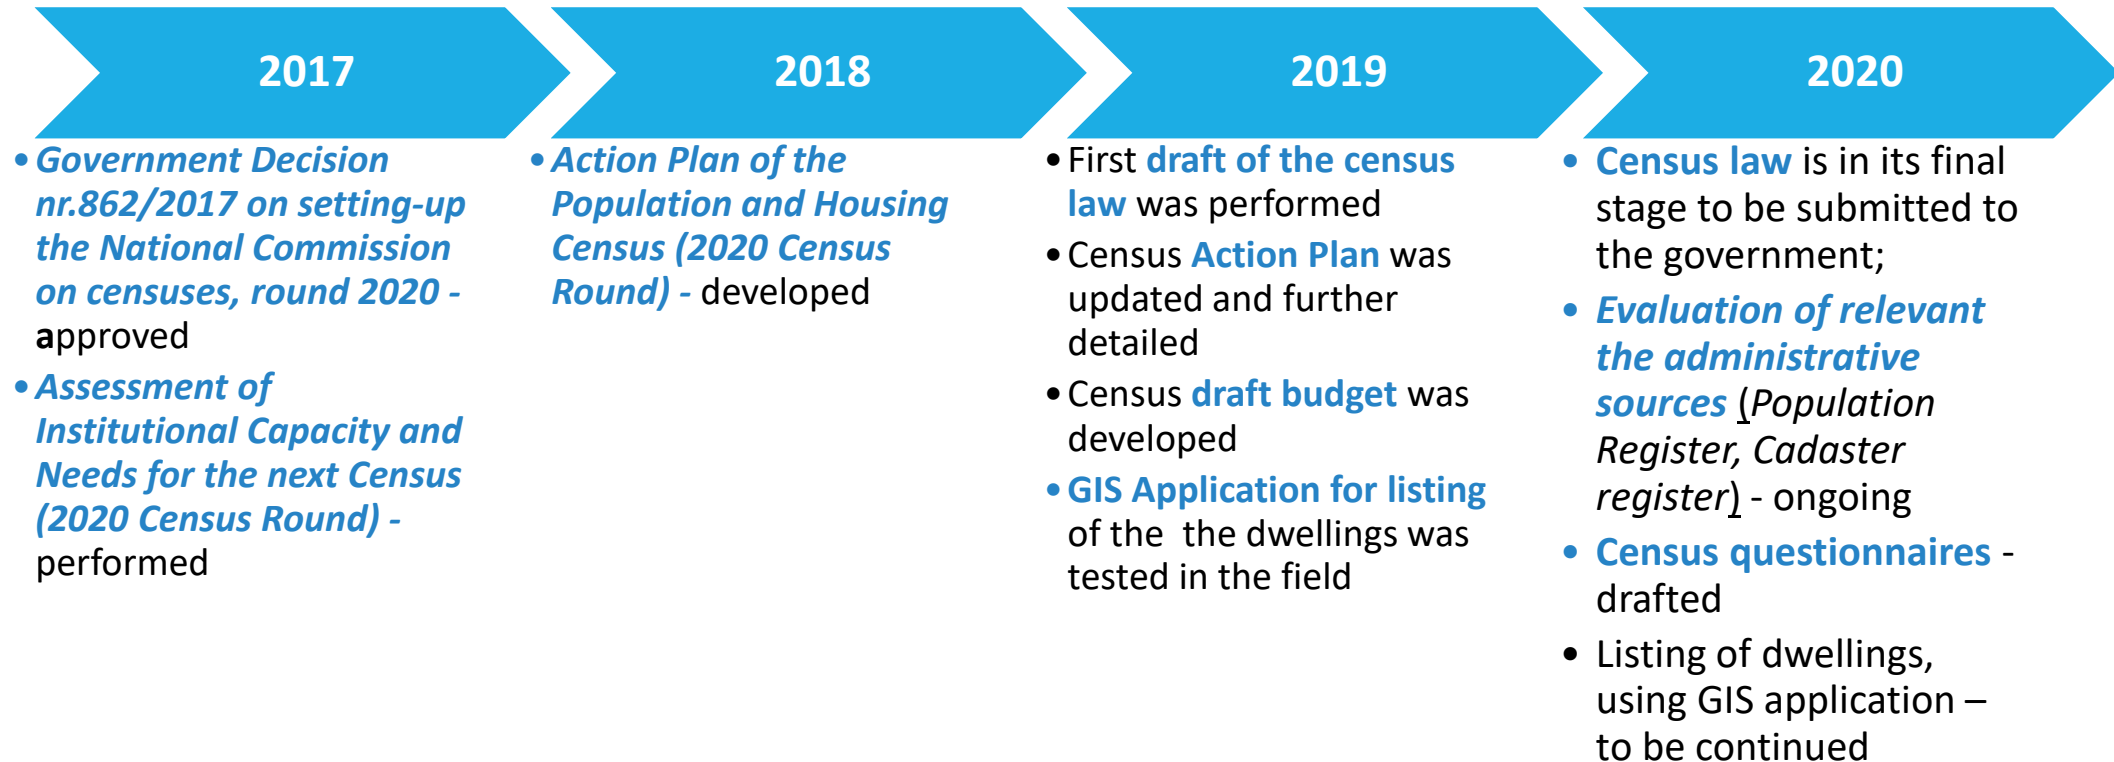 2017
• Government Decision
nr.862/2017 on setting-up
the National Commission
on censuses, round 2020 -
approved
• Assessment of
Institutional Capacity and
Needs for the next Census
(2020 Census Round) -
performed
2018
• Action Plan of the
Population and Housing
Census (2020 Census
Round) - developed
2019
• First draft of the census
law was performed
• Census Action Plan was
updated and further
detailed
• Census draft budget was
developed
• GIS Application for listing
of the  the dwellings was
tested in the field
2020
• Census law is in its final
stage to be submitted to
the government;
• Evaluation of relevant
the administrative
sources (Population
Register, Cadaster
register) - ongoing
• Census questionnaires -
drafted
• Listing of dwellings,
using GIS application –
to be continued